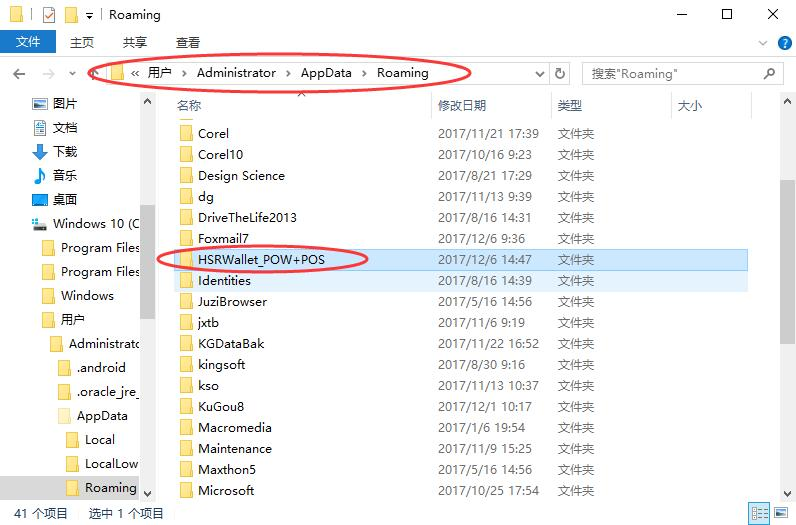 Roaming
文件 主页 共享 查看
« 用户 Administrator AppData Roaming 搜索"Roaming"
图片
文档
下载
音乐
桌面
Windows 10 (C
Program Files
Program Files
Windows
用户
Administrato
.android
.oracle_jre_
AppData
Local
LocalLow
Roaming
名称 修改日期 类型 大小
Corel 2017/11/21 17:39 文件夹
Corel10 2017/10/16 9:23 文件夹
Design Science 2017/8/21 17:29 文件夹
dg 2017/11/13 9:39 文件夹
DriveTheLife2013 2017/8/16 14:31 文件夹
Foxmail7 2017/12/6 9:36 文件夹
HSRWallet_POW+POS 2017/12/6 14:47 文件夹
Identities 2017/8/16 14:39 文件夹
JuziBrowser 2017/5/16 14:56 文件夹
jxtb 2017/11/6 9:19 文件夹
KGDataBak 2017/11/22 16:52 文件夹
kingsoft 2017/8/30 9:16 文件夹
kso 2017/11/13 10:37 文件夹
KuGou8 2017/12/1 10:17 文件夹
Macromedia 2017/1/6 19:54 文件夹
Maintenance 2017/11/9 15:25 文件夹
Maxthon5 2017/5/16 14:56 文件夹
Microsoft 2017/10/25 17:54 文件夹
41 个项目 选中 1 个项目